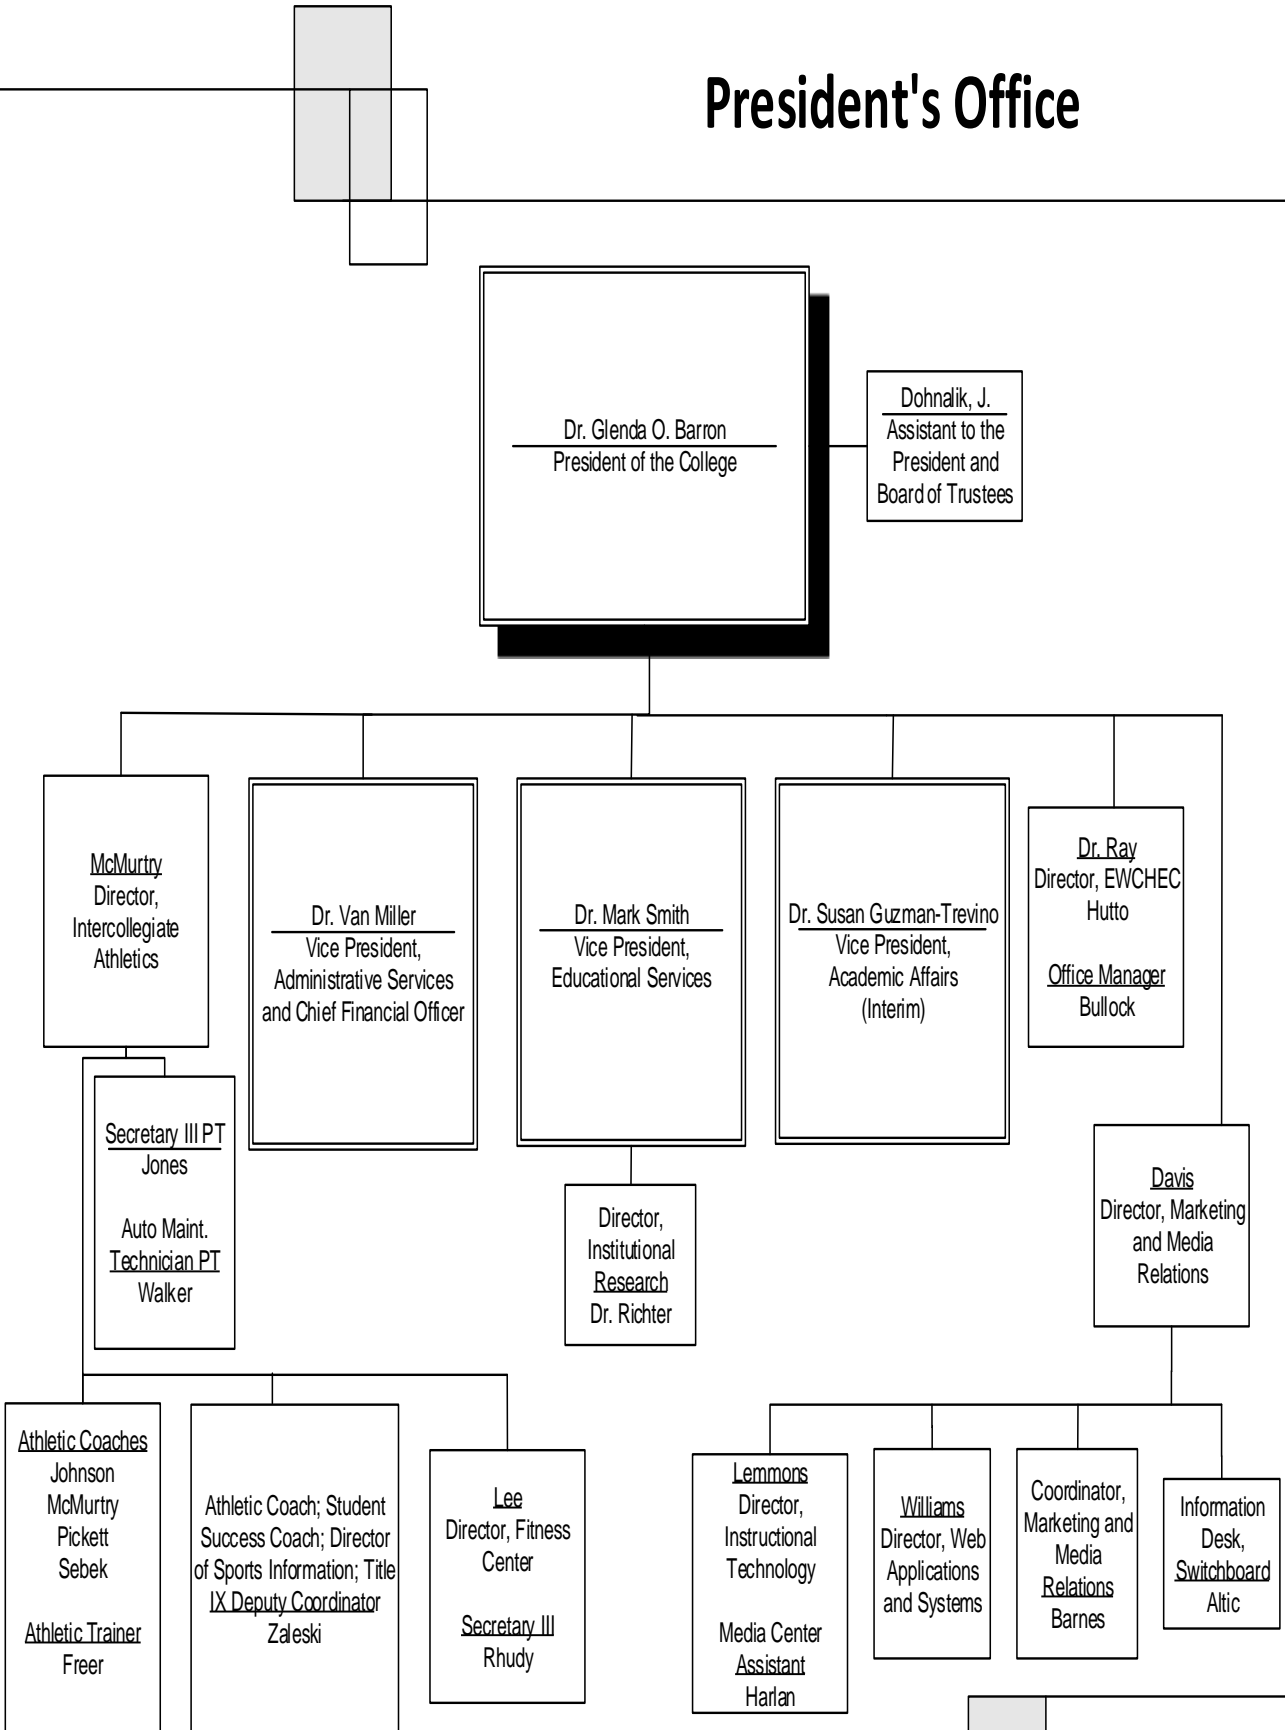 President's Office
Dr. Glenda O. Barron
President of the College
Dohnalik, J.
Assistant to the
President and
Board of Trustees
McMurtry
Director,
Intercollegiate
Athletics
Dr. Van Miller
Vice President,
Administrative Services
and Chief Financial Officer
Dr. Mark Smith
Vice President,
Educational Services
Dr. Susan Guzman-Trevino
Vice President,
Academic Affairs
(Interim)
Dr. Ray
Director, EWCHEC
Hutto
Office Manager
Bullock
Secretary III PT
Jones
Auto Maint.
Technician PT
Walker
Director,
Institutional
Research
Dr. Richter
Davis
Director, Marketing
and Media
Relations
Athletic Coaches
Johnson
McMurtry
Pickett
Sebek
Athletic Trainer
Freer
Athletic Coach; Student
Success Coach; Director
of Sports Information; Title
IX Deputy Coordinator
Zaleski
Lee
Director, Fitness
Center
Secretary III
Rhudy
Lemmons
Director,
Instructional
Technology
Media Center
Assistant
Harlan
Williams
Director, Web
Applications
and Systems
Coordinator,
Marketing and
Media
Relations
Barnes
Information
Desk,
Switchboard
Altic